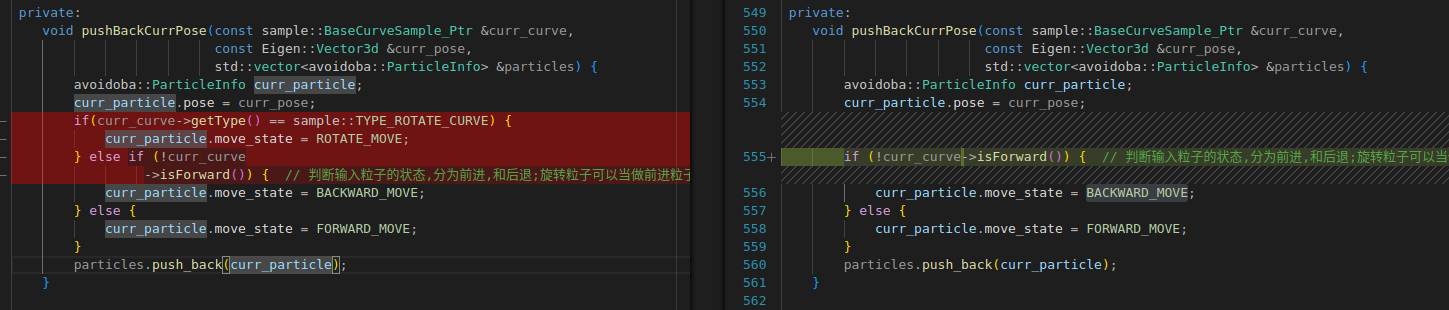 private:
void pushBackCurrPose(const sample::BaseCurveSample_Ptr &curr_curve,
const Eigen::Vector3d &curr_pose,
std::vector<avoidoba::ParticleInfo> &particles) {
avoidoba::ParticleInfo curr_particle;
curr_particle.pose = curr_pose;
if(curr_curve->getType() == sample::TYPE_ROTATE_CURVE) {
curr_particle.move_state = ROTATE_MOVE;
} else if (!curr_curve
->isForward()) {  // 判断输入粒子的状态,分为前进,和后退;旋转粒子可以当做前进粒子
curr_particle.move_state = BACKWARD_MOVE;
} else {
curr_particle.move_state = FORWARD_MOVE;
}
particles.push_back(curr_particle);
}
549 private:
550 void pushBackCurrPose(const sample::BaseCurveSample_Ptr &curr_curve,
551 const Eigen::Vector3d &curr_pose,
552 std::vector<avoidoba::ParticleInfo> &particles) {
553 avoidoba::ParticleInfo curr_particle;
554 curr_particle.pose = curr_pose;
555+ if (!curr_curve->isForward()) {  // 判断输入粒子的状态,分为前进,和后退;旋转粒子可以当
556 curr_particle.move_state = BACKWARD_MOVE;
557 } else {
558 curr_particle.move_state = FORWARD_MOVE;
559 }
560 particles.push_back(curr_particle);
561 }
562